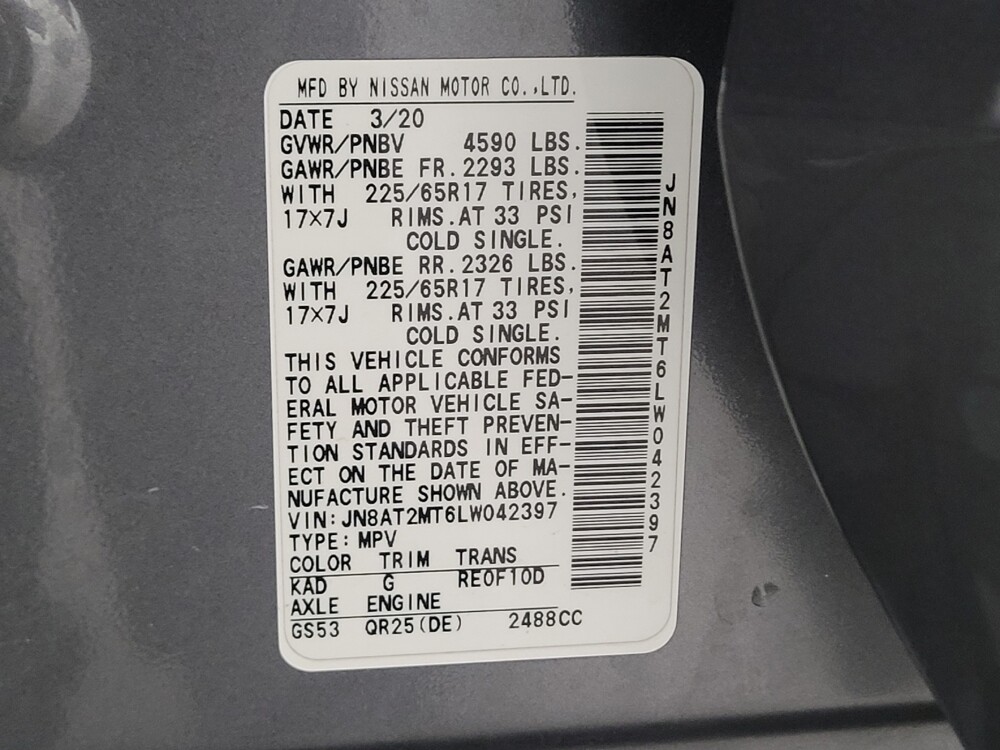 MFD BY NISSAN MOTOR CO.,LTD.
DATE 3/20
GVWR/PNBV 4590 LBS.
GAWR/PNBE FR. 2293 LBS.
WITH 225/65R17 TIRES,
17×7J RIMS.AT 33 PSI
COLD SINGLE.
GAWR/PNBE RR. 2326 LBS.
WITH 225/65R17 TIRES,
17×7J RIMS.AT 33 PSI
COLD SINGLE.
THIS VEHICLE CONFORMS
TO ALL APPLICABLE FED-
ERAL MOTOR VEHICLE SA-
FETY AND THEFT PREVEN-
TION STANDARDS IN EFF-
ECT ON THE DATE OF MA-
NUFACTURE SHOWN ABOVE.
VIN:JN8AT2MT6LW042397
TYPE:MPV
COLOR TRIM TRANS
KAD G RE0F10D
AXLE ENGINE
GS53 QR25(DE) 2488CC
JN8AT2MT6LW042397